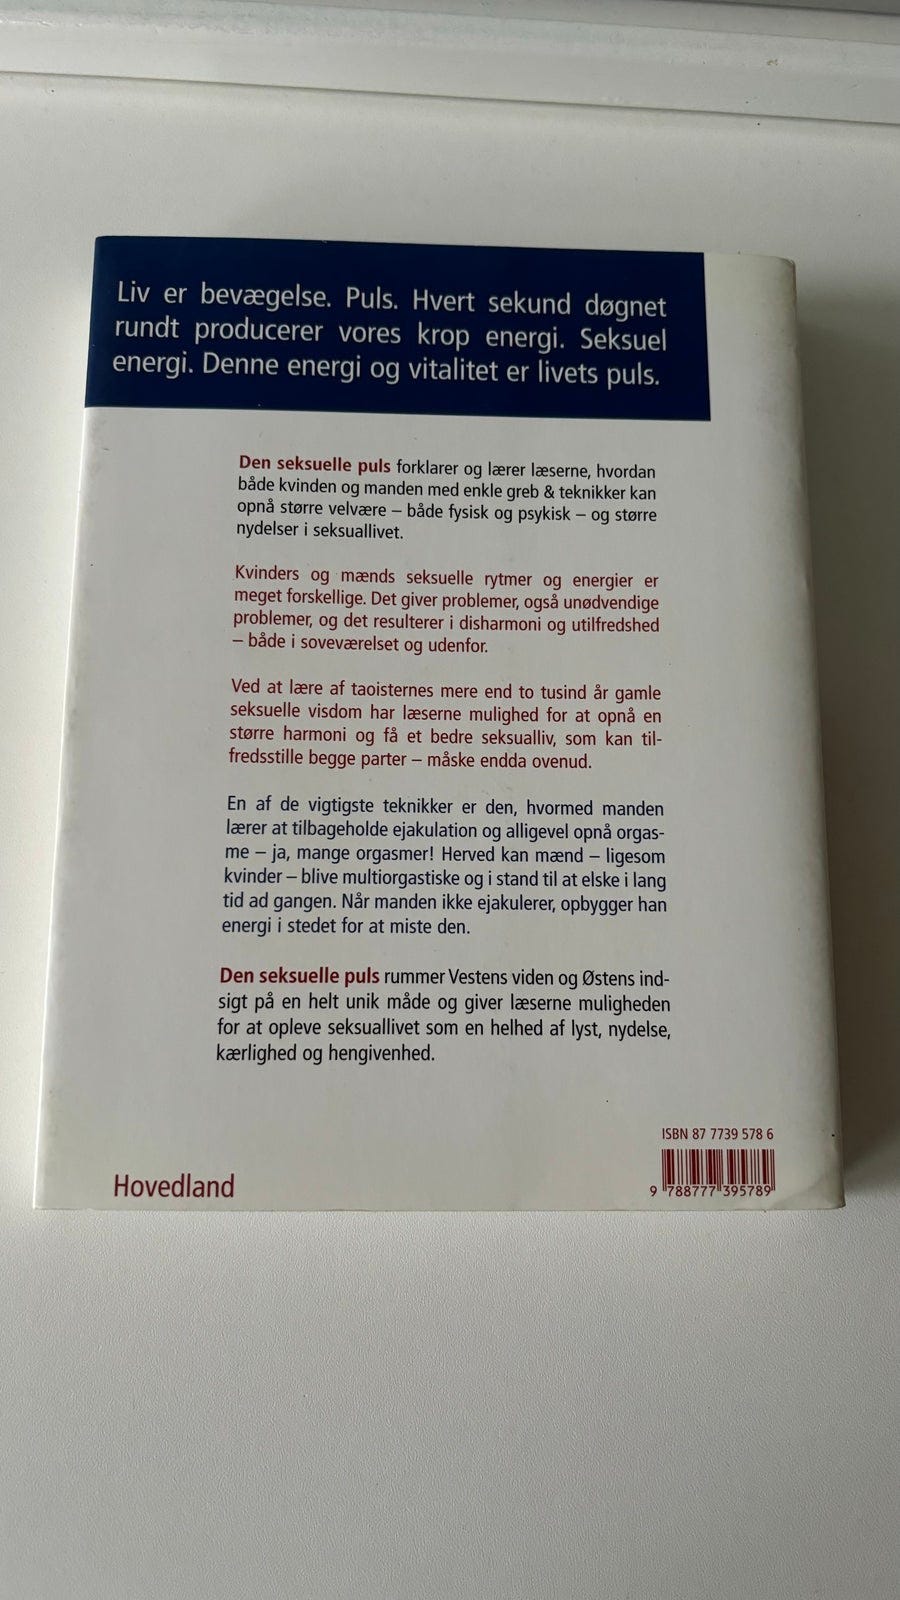 Liv er bevægelse. Puls. Hvert sekund døgnet
rundt producerer vores krop energi. Seksuel
energi. Denne energi og vitalitet er livets puls.
Den seksuelle puls forklarer og lærer læserne, hvordan
både kvinden og manden med enkle greb & teknikker kan
opnå større velvære – både fysisk og psykisk – og større
nydelser i seksuallivet.
Kvinders og mænds seksuelle rytmer og energier er
meget forskellige. Det giver problemer, også unødvendige
problemer, og det resulterer i disharmoni og utilfredshed
– både i soveværelset og udenfor.
Ved at lære af taoisternes mere end to tusind år gamle
seksuelle visdom har læserne mulighed for at opnå en
større harmoni og få et bedre seksualliv, som kan til-
fredsstille begge parter – måske endda ovenud.
En af de vigtigste teknikker er den, hvormed manden
lærer at tilbageholde ejakulation og alligevel opnå orgas-
me – ja, mange orgasmer! Herved kan mænd – ligesom
kvinder – blive multiorgastiske og i stand til at elske i lang
tid ad gangen. Når manden ikke ejakulerer, opbygger han
energi i stedet for at miste den.
Den seksuelle puls rummer Vestens viden og Østens ind-
sigt på en helt unik måde og giver læserne muligheden
for at opleve seksuallivet som en helhed af lyst, nydelse,
kærlighed og hengivenhed.
ISBN 87 7739 578 6
Hovedland
9 788777 395789